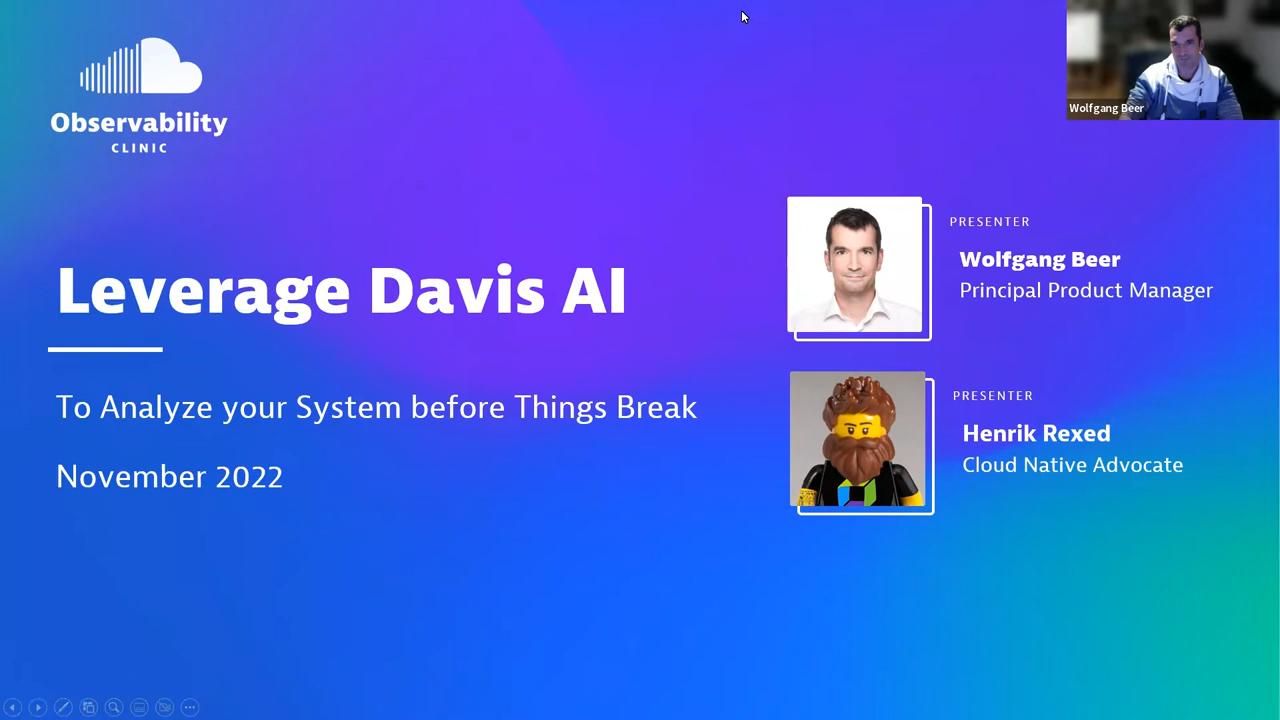 Observability
CLINIC
Leverage Davis AI
To Analyze your System before Things Break
November 2022
PRESENTER
Wolfgang Beer
Principal Product Manager
PRESENTER
Henrik Rexed
Cloud Native Advocate
Wolfgang Beer